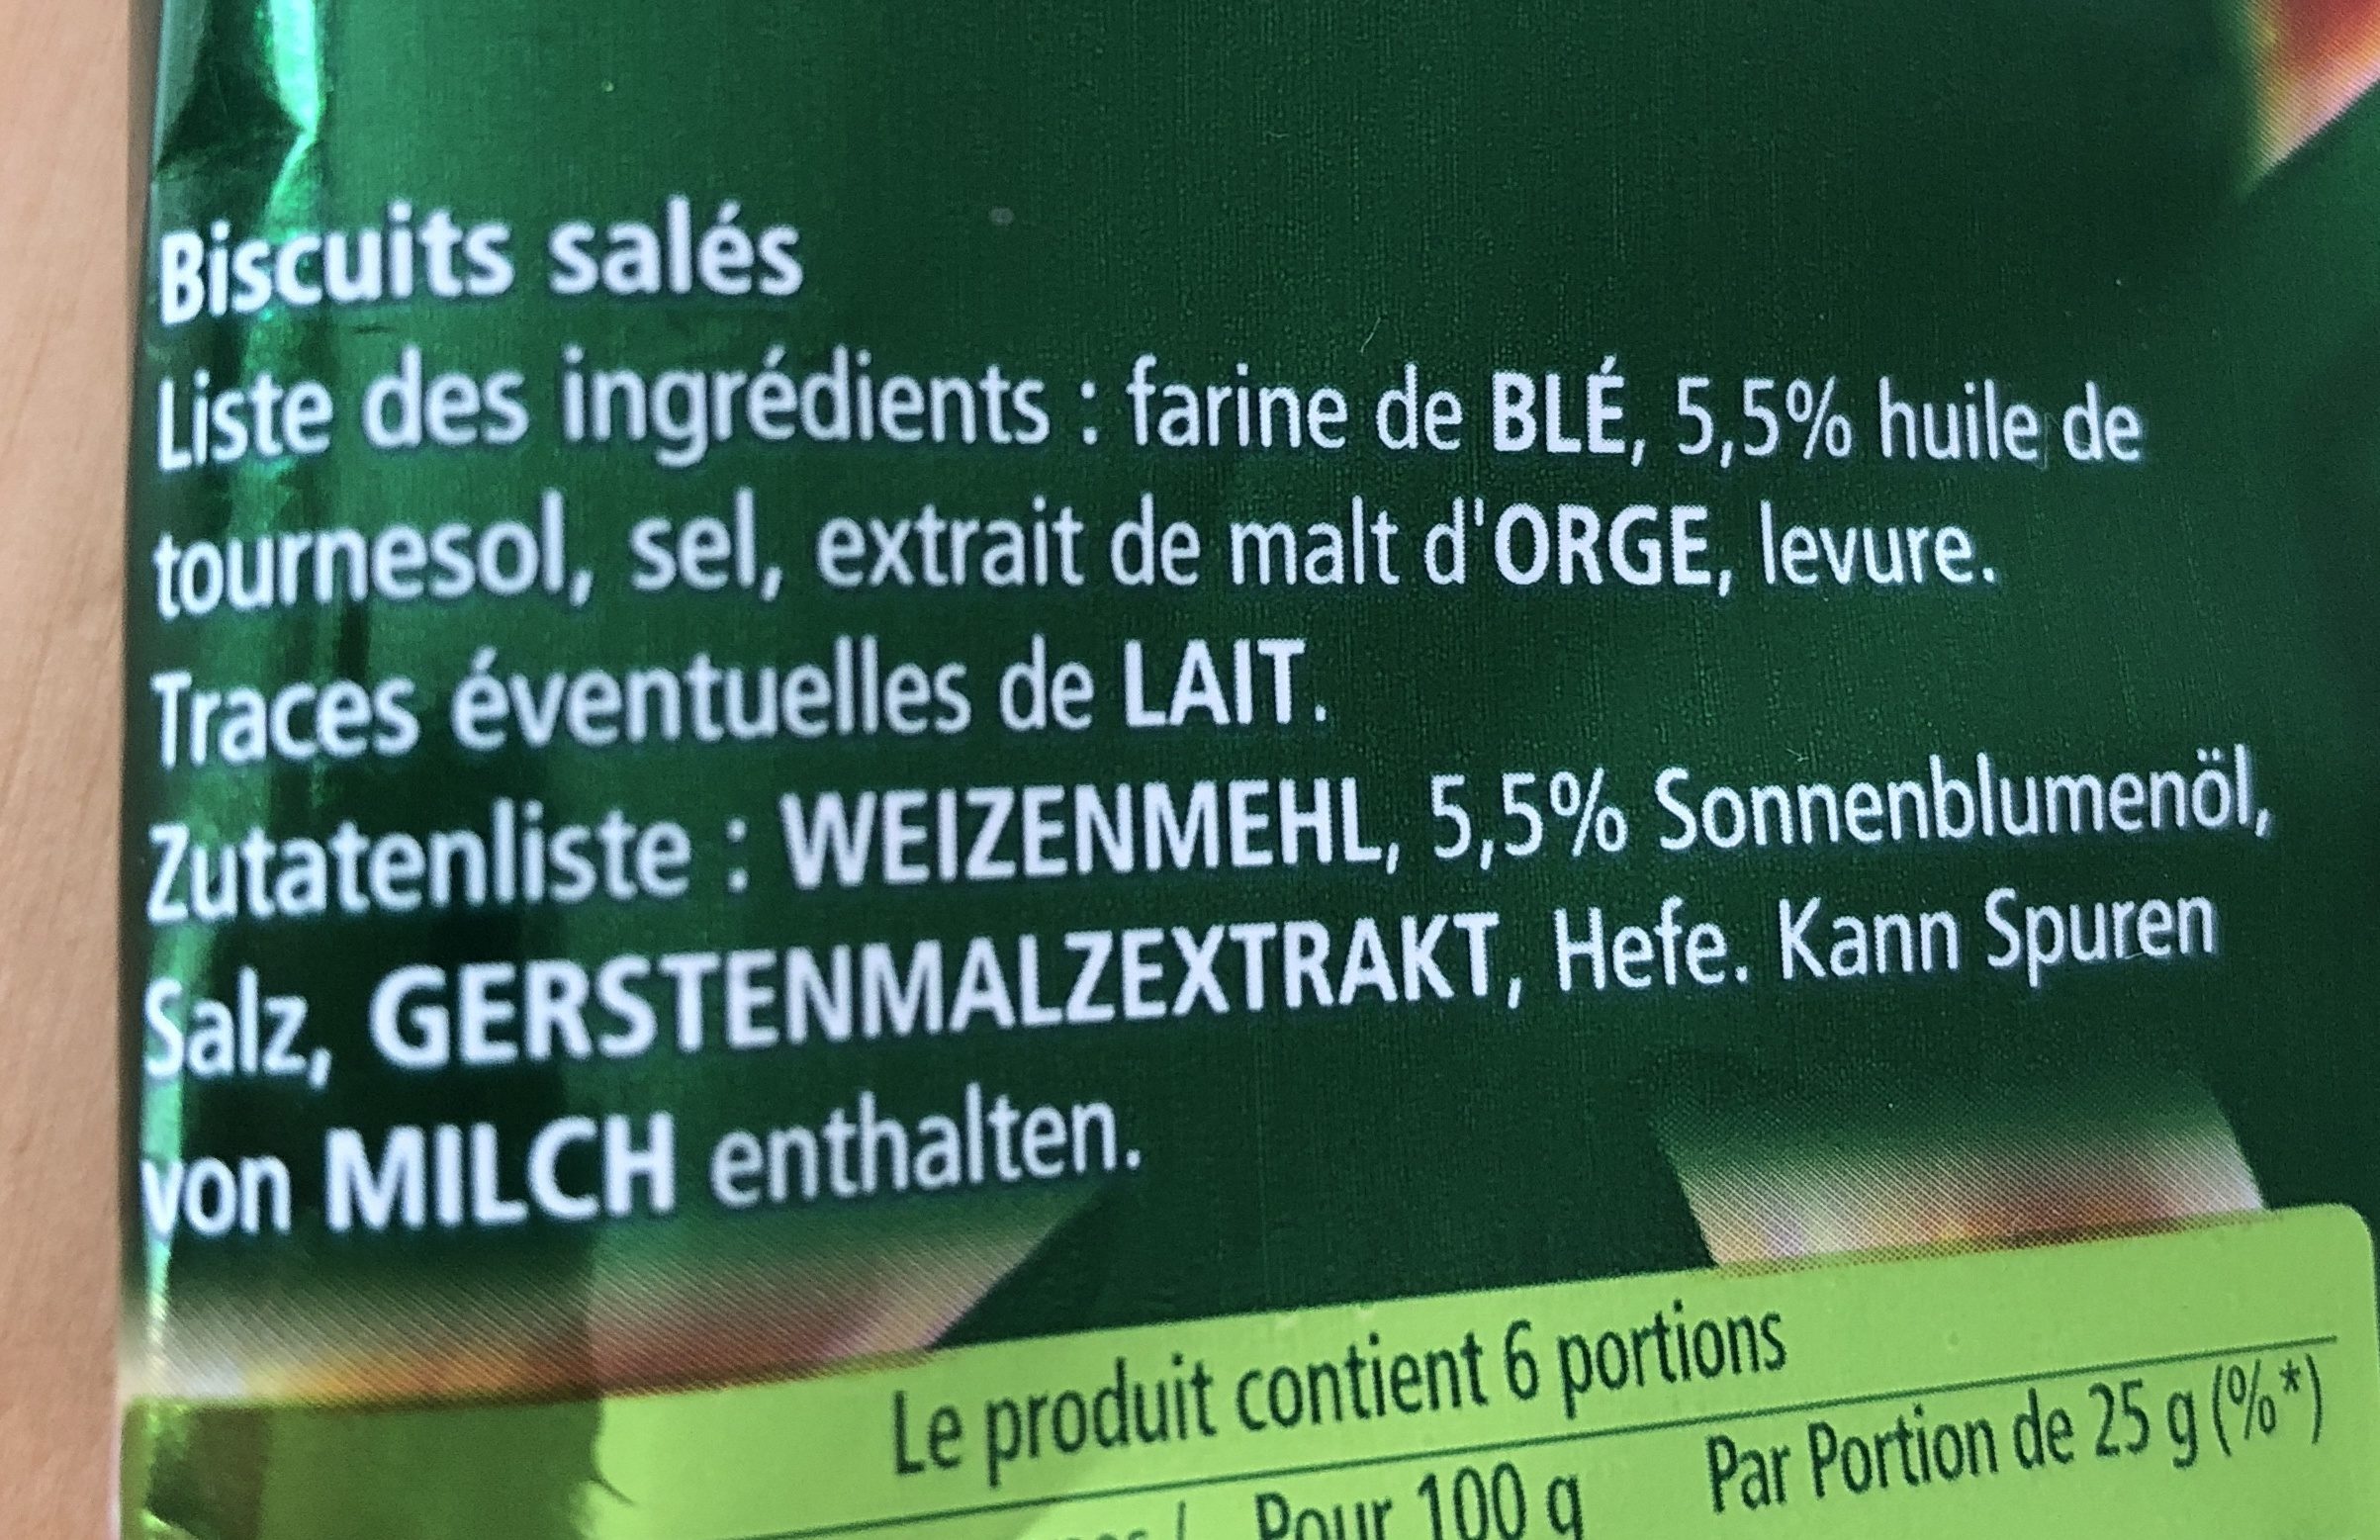 Biscuits salés
Liste des ingrédients : farine de BLÉ, 5,5% huile de
tournesol, sel, extrait de malt d'ORGE, levure.
Traces éventuelles de LAIT.
Zutatenliste : WEIZENMEHL, 5,5% Sonnenblumenöl,
Salz, GERSTENMALZEXTRAKT, Hefe. Kann Spuren
von MILCH enthalten.
Le produit contient 6 portions
Pour 100 g Par Portion de 25 g (%*)